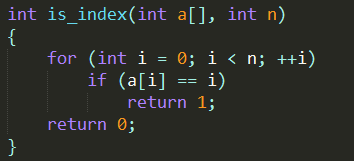 int is_index(int a[], int n)
{
    for (int i = 0; i < n; ++i)
        if (a[i] == i)
            return 1;
    return 0;
}